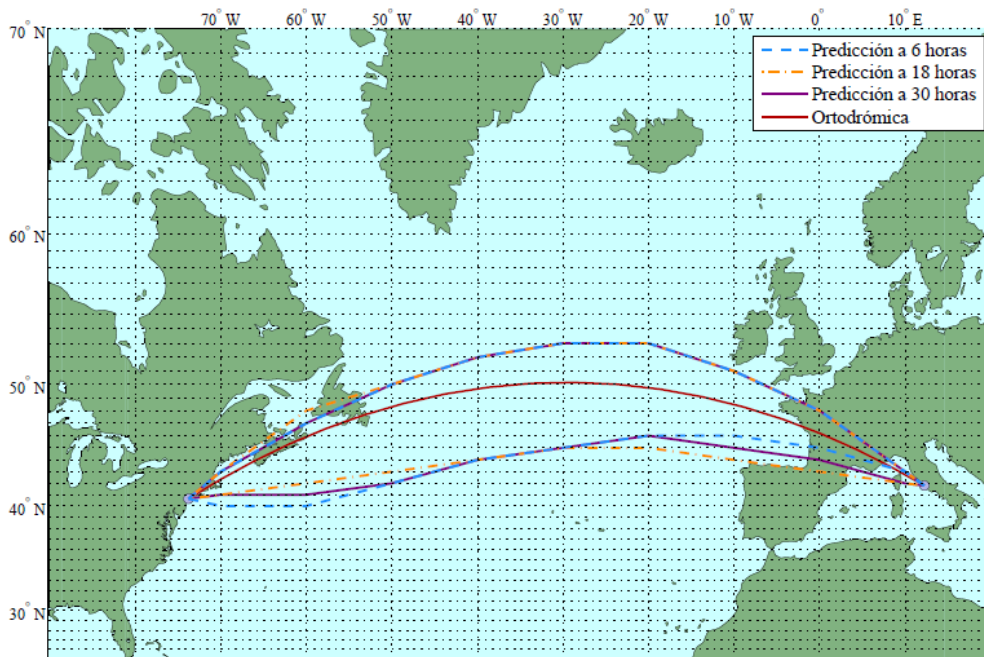 70° W 60° W 50° W 40° W 30° W 20° W 10° W 0° 10° E
70° N
60° N
50° N
40° N
30° N
Predicción a 6 horas
Predicción a 18 horas
Predicción a 30 horas
Ortodrómica